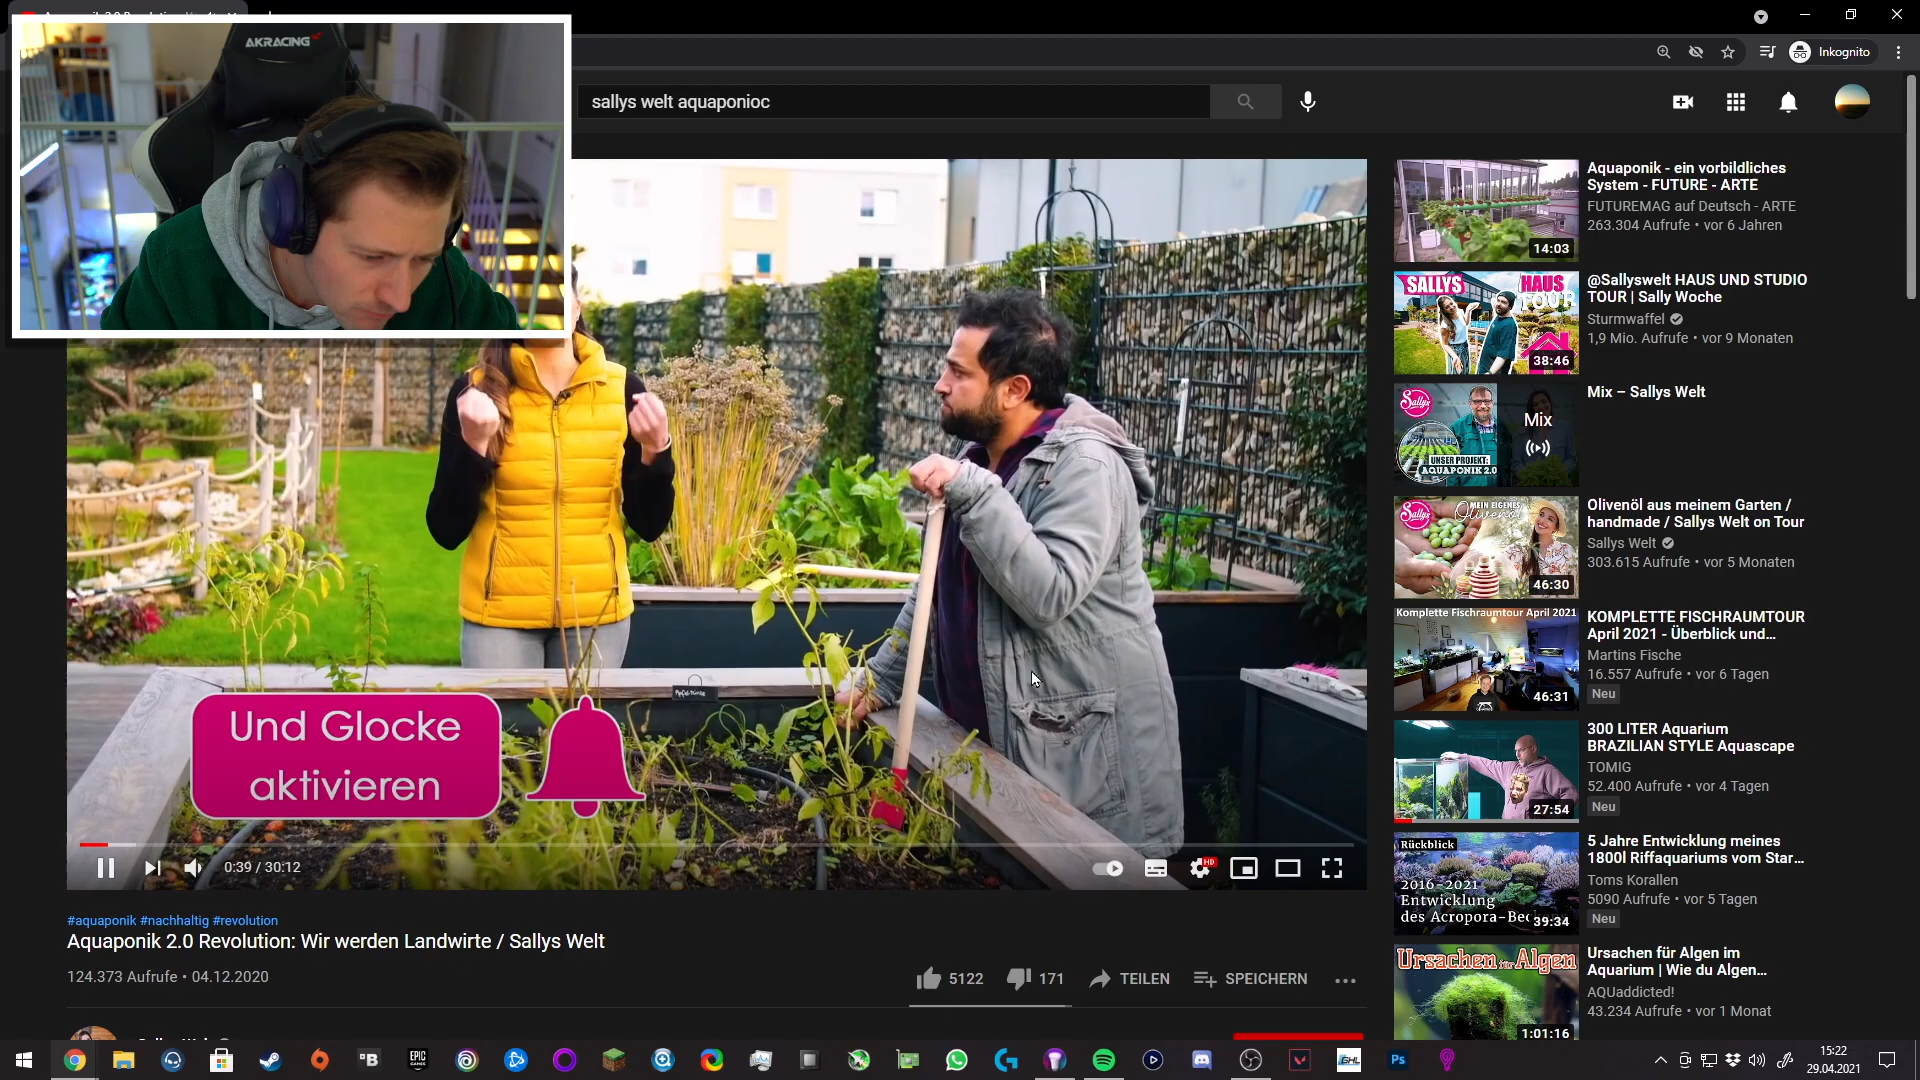 AKRACING
Inkognito
sallys welt aquaponioc
Und Glocke
aktivieren
Apfel-Minze
0:39 / 30:12
HD
#aquaponik #nachhaltig #revolution
Aquaponik 2.0 Revolution: Wir werden Landwirte / Sallys Welt
124.373 Aufrufe • 04.12.2020
5122
171
TEILEN
SPEICHERN
14:03
Aquaponik - ein vorbildliches
System - FUTURE - ARTE
FUTUREMAG auf Deutsch - ARTE
263.304 Aufrufe • vor 6 Jahren
SALLYS
HAUS
TOUR
38:46
@Sallyswelt HAUS UND STUDIO
TOUR | Sally Woche
Sturmwaffel
1,9 Mio. Aufrufe • vor 9 Monaten
Sallys
UNSER PROJEKT:
AQUAPONIK 2.0
Mix
Mix – Sallys Welt
Sallys
MEIN EIGENES
Olivenöl
46:30
Olivenöl aus meinem Garten /
handmade / Sallys Welt on Tour
Sallys Welt
303.615 Aufrufe • vor 5 Monaten
Komplette Fischraumtour April 2021
46:31
KOMPLETTE FISCHRAUMTOUR
April 2021 - Überblick und...
Martins Fische
16.557 Aufrufe • vor 6 Tagen
Neu
27:54
300 LITER Aquarium
BRAZILIAN STYLE Aquascape
TOMIG
52.400 Aufrufe • vor 4 Tagen
Neu
Rückblick
2016-2021
Entwicklung
des Acropora-Bec
39:34
5 Jahre Entwicklung meines
1800l Riffaquariums vom Star...
Toms Korallen
5090 Aufrufe • vor 5 Tagen
Neu
Ursachen für Algen
1:01:16
Ursachen für Algen im
Aquarium | Wie du Algen...
AQUaddicted!
43.234 Aufrufe • vor 1 Monat
B
EPIC
GAMES
GHL
Ps
15:22
29.04.2021